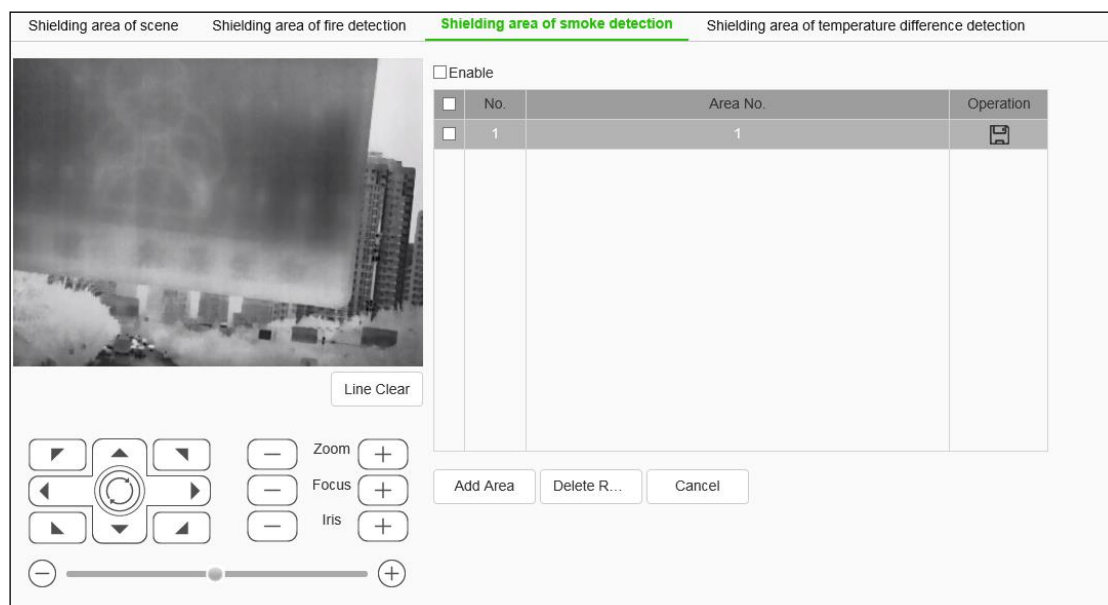 Shielding area of scene Shielding area of fire detection Shielding area of smoke detection Shielding area of temperature difference detection
Enable
No. Area No. Operation
1 1
Line Clear
Zoom
Focus
Iris
Add Area Delete R... Cancel